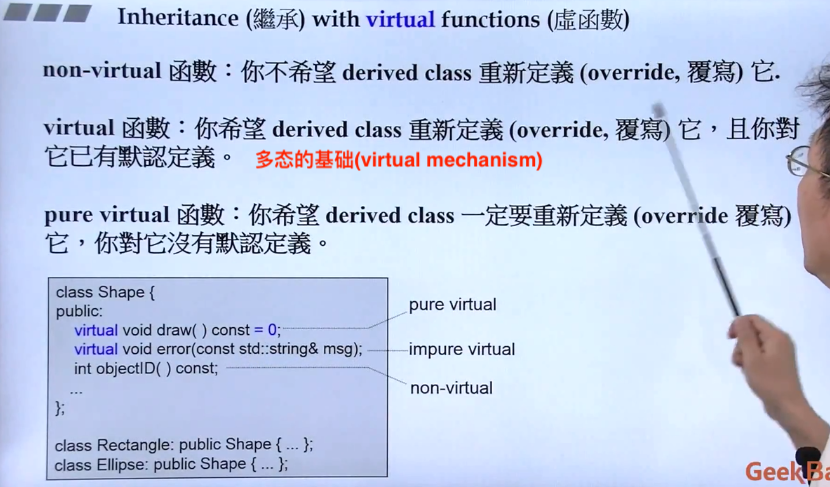 Inheritance (繼承) with virtual functions (虛函數)
non-virtual 函數：你不希望 derived class 重新定義 (override, 覆寫) 它.
virtual 函數：你希望 derived class 重新定義 (override, 覆寫) 它，且你對
它已有默認定義。 多态的基础(virtual mechanism)
pure virtual 函數：你希望 derived class 一定要重新定義 (override 覆寫)
它，你對它沒有默認定義。
class Shape {
public:
virtual void draw( ) const = 0;
pure virtual
virtual void error(const std::string& msg);
impure virtual
int objectID( ) const;
non-virtual
...
};
class Rectangle: public Shape { ... };
class Ellipse: public Shape { ... };
GeekBa